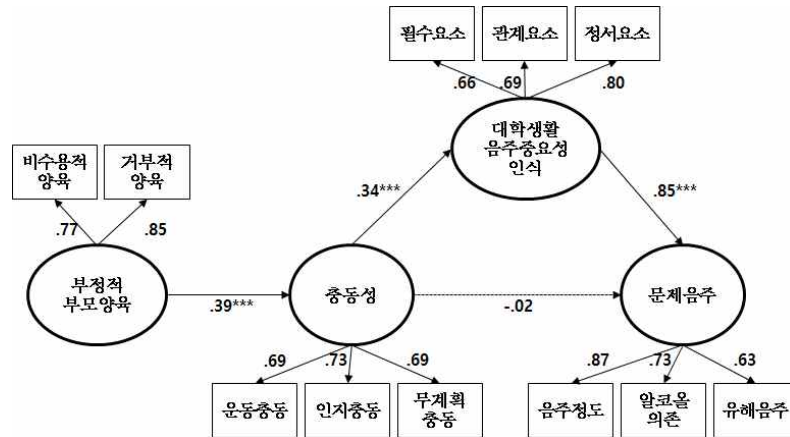 필수요소 관계요소 정서요소
.66 .69 .80
대학생활
음주중요성
인식
비수용적
양육
거부적
양육
.34***
.85***
.77 .85
부정적
부모양육
.39***
충동성
-.02
문제음주
.69 .73 .69
.87 .73 .63
운동충동 인지충동
무계획
충동
음주정도
알코올
의존
유해음주